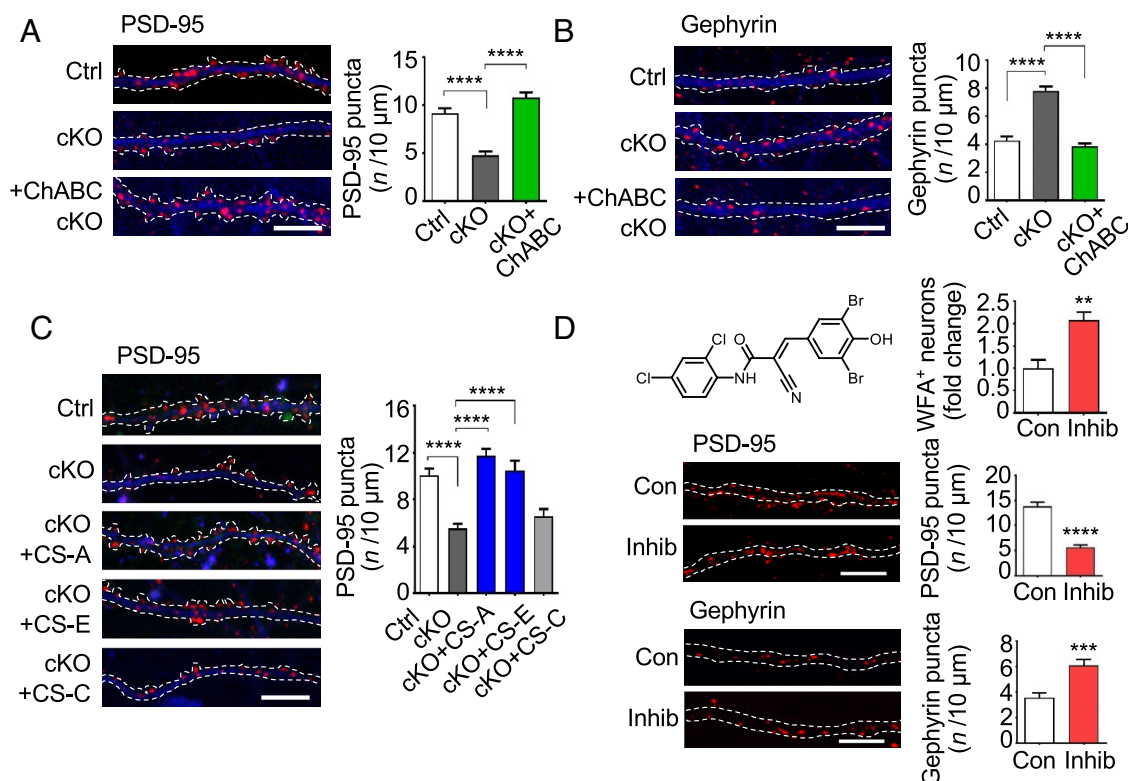 A
PSD-95
Ctrl
cKO
+ChABC
cKO
PSD-95 puncta
(n /10 µm)
15
10
5
0
****
****
Ctrl
cKO
cKO+
ChABC
B
Gephyrin
Ctrl
cKO
+ChABC
cKO
Gephyrin puncta
(n /10 µm)
10
8
6
4
2
0
****
****
Ctrl
cKO
cKO+
ChABC
C
PSD-95
Ctrl
cKO
cKO
+CS-A
cKO
+CS-E
cKO
+CS-C
PSD-95 puncta
(n /10 µm)
16
12
8
4
0
****
****
****
Ctrl
cKO
cKO+CS-A
cKO+CS-E
cKO+CS-C
D
Cl
Cl
O
NH
N
Br
OH
Br
WFA+ neurons
(fold change)
2.5
2.0
1.5
1.0
0.5
0
**
Con Inhib
PSD-95
Con
Inhib
PSD-95 puncta
(n /10 µm)
20
15
10
5
0
****
Con Inhib
Gephyrin
Con
Inhib
Gephyrin puncta
(n /10 µm)
8
6
4
2
0
***
Con Inhib